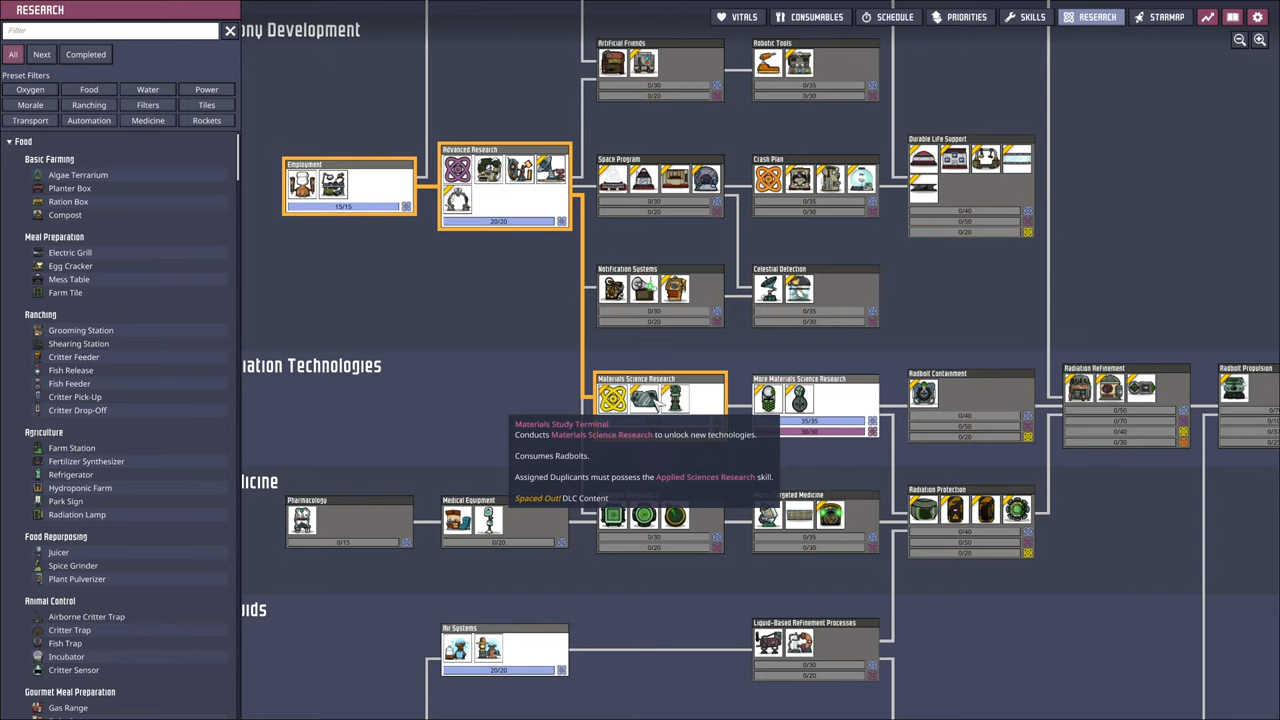 RESEARCH
Filter
All
Next
Completed
Preset Filters
Oxygen
Food
Water
Power
Morale
Ranching
Filters
Tiles
Transport
Automation
Medicine
Rockets
Food
Basic Farming
Algae Terrarium
Planter Box
Ration Box
Compost
Meal Preparation
Electric Grill
Egg Cracker
Mess Table
Farm Tile
Ranching
Grooming Station
Shearing Station
Critter Feeder
Fish Release
Fish Feeder
Critter Pick-Up
Critter Drop-Off
Agriculture
Farm Station
Fertilizer Synthesizer
Refrigerator
Hydroponic Farm
Park Sign
Radiation Lamp
Food Repurposing
Juicer
Spice Grinder
Plant Pulverizer
Animal Control
Airborne Critter Trap
Critter Trap
Fish Trap
Incubator
Critter Sensor
Gourmet Meal Preparation
Gas Range
VITALS
CONSUMABLES
SCHEDULE
PRIORITIES
SKILLS
RESEARCH
STARMAP
ony Development
Artificial Friends
0/30
0/20
Robotic Tools
0/35
0/30
Employment
15/15
Advanced Research
20/20
Space Program
0/30
0/20
Crash Plan
0/35
0/30
Durable Life Support
0/40
0/50
0/20
Notification Systems
0/30
0/20
Celestial Detection
0/35
0/30
iation Technologies
Materials Science Research
More Materials Science Research
35/35
30/30
Radbolt Containment
0/40
0/50
0/20
Radiation Refinement
0/50
0/70
0/40
0/30
Radbolt Propulsion
Materials Study Terminal
Conducts Materials Science Research to unlock new technologies.
Consumes Radbolts.
Assigned Duplicants must possess the Applied Sciences Research skill.
Spaced Out! DLC Content
dicine
Pharmacology
0/15
Medical Equipment
0/20
0/30
0/20
-Targeted Medicine
0/35
0/30
Radiation Protection
0/40
0/50
0/20
uids
Air Systems
20/20
Liquid-Based Refinement Processes
0/30
0/20